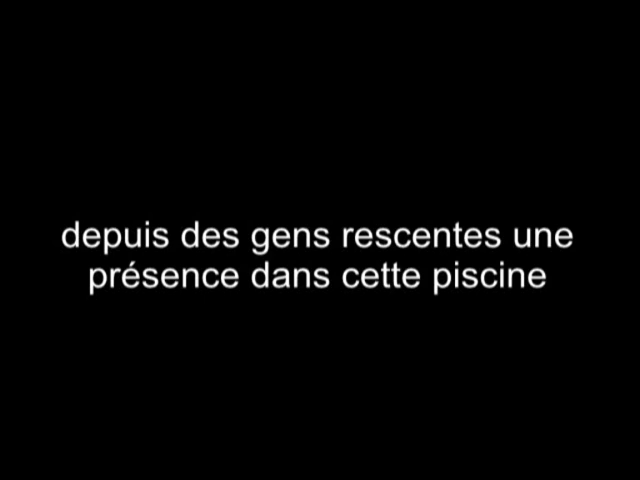 depuis des gens rescentes une
présence dans cette piscine